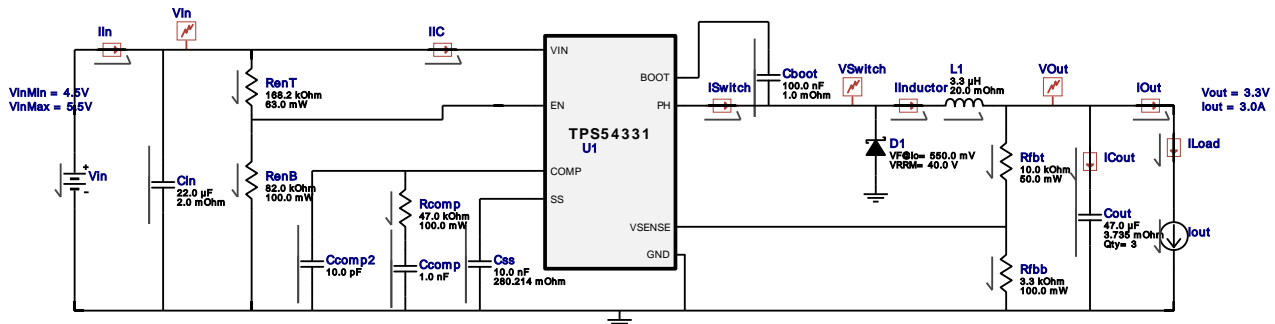 IIn
VIn
IIC
VinMin = 4.5V
VinMax = 5.5V
Vin
+
-
CIn
22.0 µF
2.0 mOhm
RenT
168.2 kOhm
63.0 mW
RenB
82.0 kOhm
100.0 mW
Ccomp2
10.0 pF
Rcomp
47.0 kOhm
100.0 mW
Ccomp
1.0 nF
Css
10.0 nF
280.214 mOhm
VIN
EN
COMP
SS
TPS54331
U1
BOOT
PH
VSENSE
GND
ISwitch
Cboot
100.0 nF
1.0 mOhm
VSwitch
D1
VF@Io= 550.0 mV
VRRM= 40.0 V
IInductor
L1
3.3 µH
20.0 mOhm
Rfbt
10.0 kOhm
50.0 mW
Rfbb
3.3 kOhm
100.0 mW
VOut
ICout
Cout
47.0 µF
3.735 mOhm
Qty= 3
IOut
ILoad
Iout
Vout = 3.3V
Iout = 3.0A